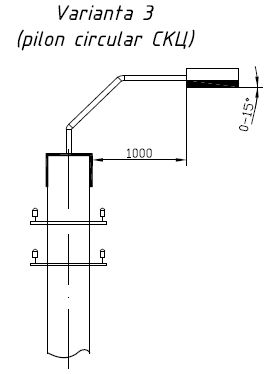 Varianta 3
(pilon circular СКЦ)
1000
0-15°